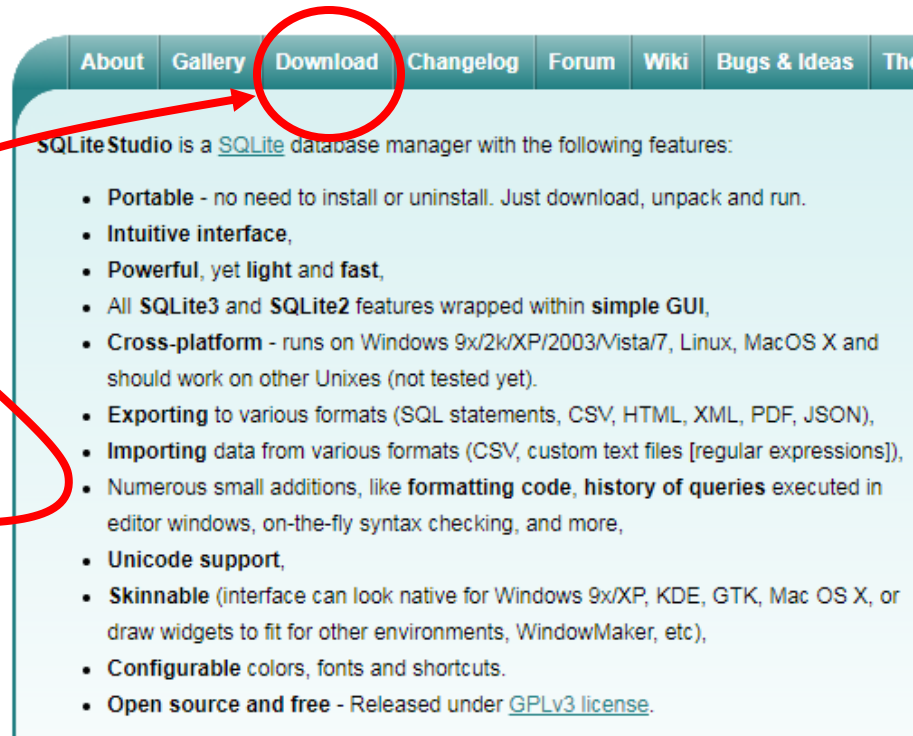 About Gallery Download Changelog Forum Wiki Bugs & Ideas
SQLiteStudio is a SQLite database manager with the following features:
• Portable - no need to install or uninstall. Just download, unpack and run.
• Intuitive interface,
• Powerful, yet light and fast,
• All SQLite3 and SQLite2 features wrapped within simple GUI,
• Cross-platform - runs on Windows 9x/2k/XP/2003/Vista/7, Linux, MacOS X and
should work on other Unixes (not tested yet).
• Exporting to various formats (SQL statements, CSV, HTML, XML, PDF, JSON),
• Importing data from various formats (CSV, custom text files [regular expressions]),
• Numerous small additions, like formatting code, history of queries executed in
editor windows, on-the-fly syntax checking, and more,
• Unicode support,
• Skinnable (interface can look native for Windows 9x/XP, KDE, GTK, Mac OS X, or
draw widgets to fit for other environments, WindowMaker, etc),
• Configurable colors, fonts and shortcuts.
• Open source and free - Released under GPLv3 license.